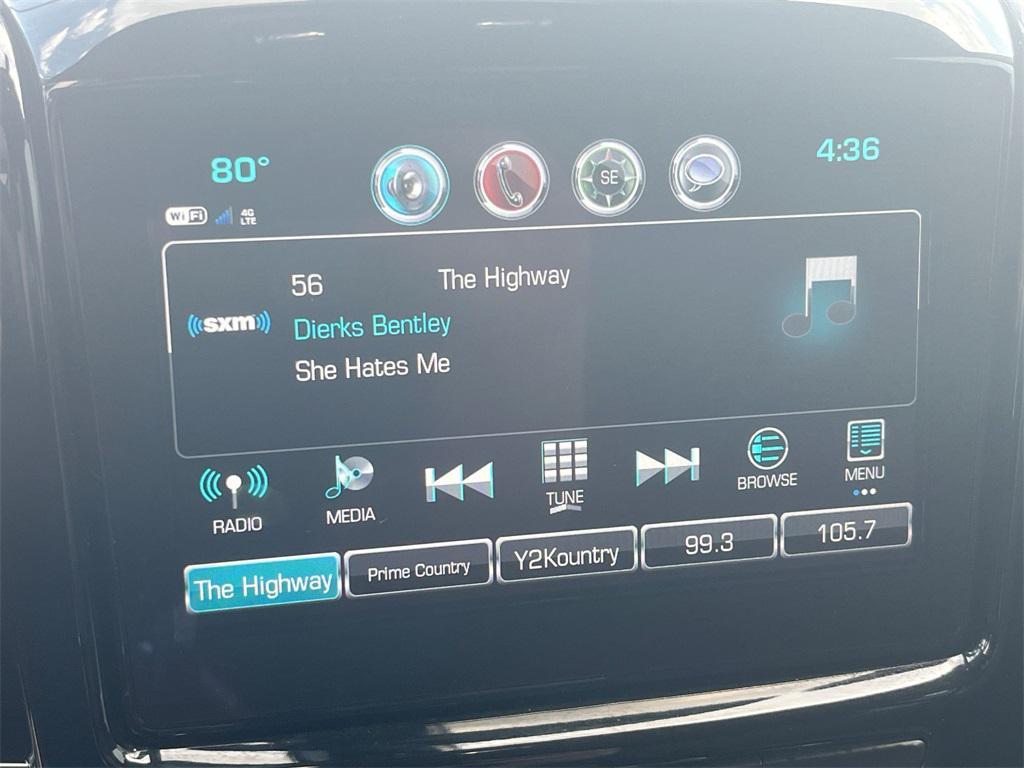 80°
4:36
SE
WiFi
4G
LTE
56
The Highway
sxm
Dierks Bentley
She Hates Me
RADIO
MEDIA
TUNE
BROWSE
MENU
The Highway
Prime Country
Y2Kountry
99.3
105.7